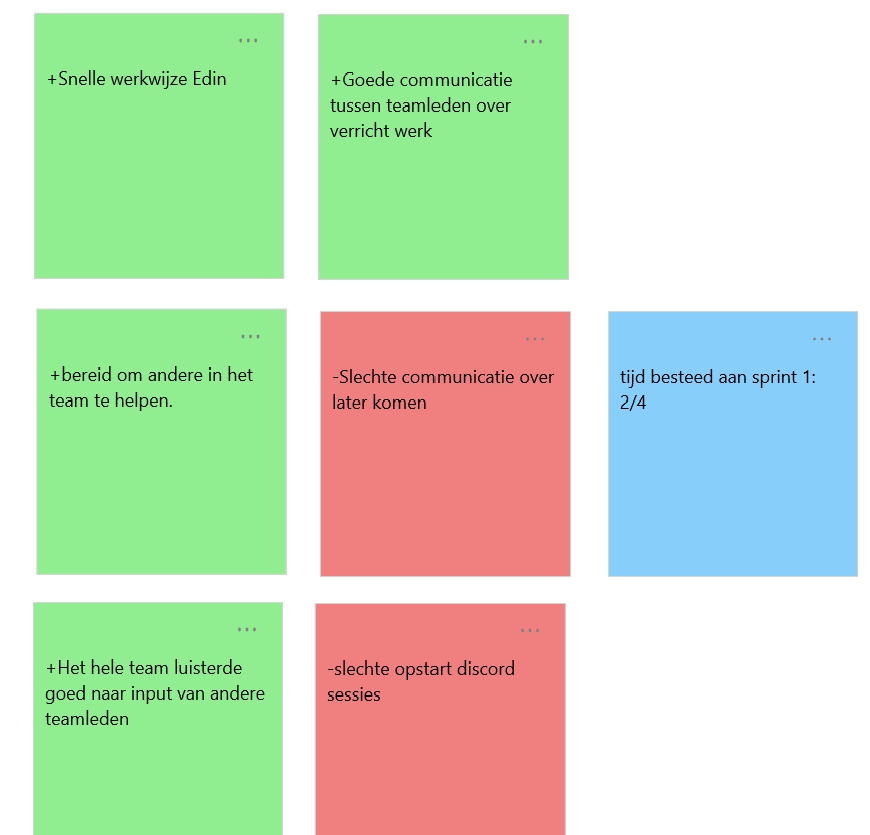 +Snelle werkwijze Edin
+Goede communicatie
tussen teamleden over
verricht werk
+bereid om andere in het
team te helpen.
-Slechte communicatie over
later komen
tijd besteed aan sprint 1:
2/4
+Het hele team luisterde
goed naar input van andere
teamleden
-slechte opstart discord
sessies